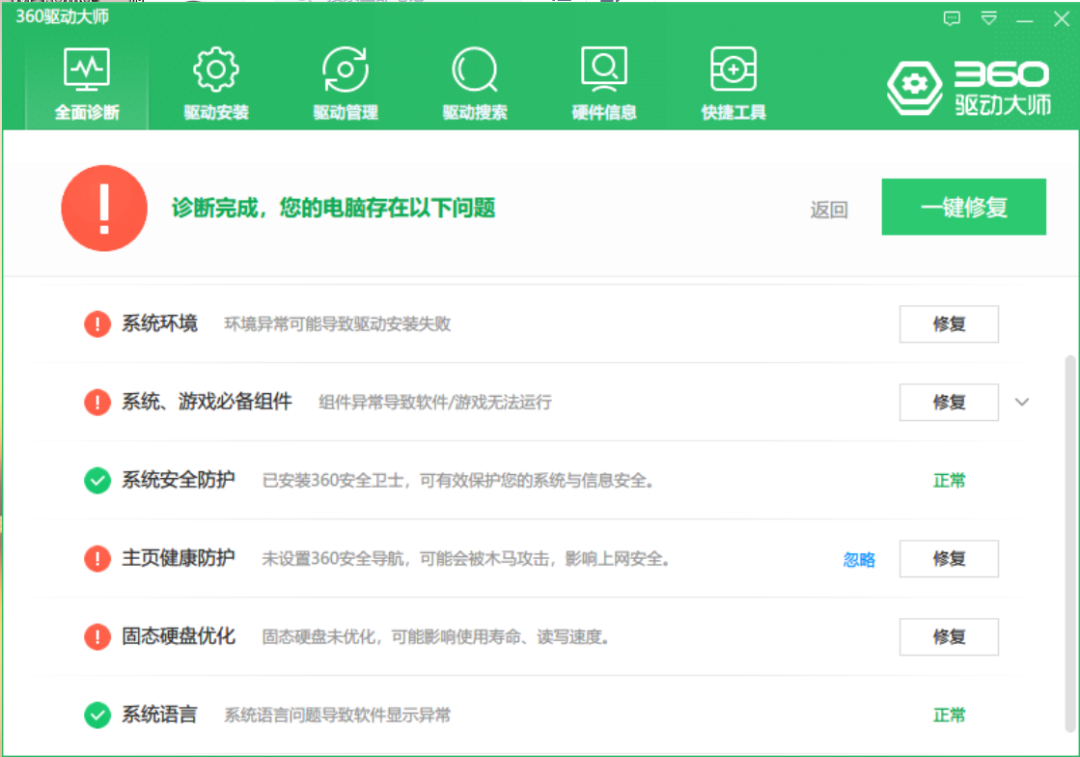 360驱动大师
全面诊断 驱动安装 驱动管理 驱动搜索 硬件信息 快捷工具
360
驱动大师
诊断完成，您的电脑存在以下问题 返回 一键修复
系统环境 环境异常可能导致驱动安装失败 修复
系统、游戏必备组件 组件异常导致软件/游戏无法运行 修复
系统安全防护 已安装360安全卫士，可有效保护您的系统与信息安全。 正常
主页健康防护 未设置360安全导航，可能会被木马攻击，影响上网安全。 忽略 修复
固态硬盘优化 固态硬盘未优化，可能影响使用寿命、读写速度。 修复
系统语言 系统语言问题导致软件显示异常 正常